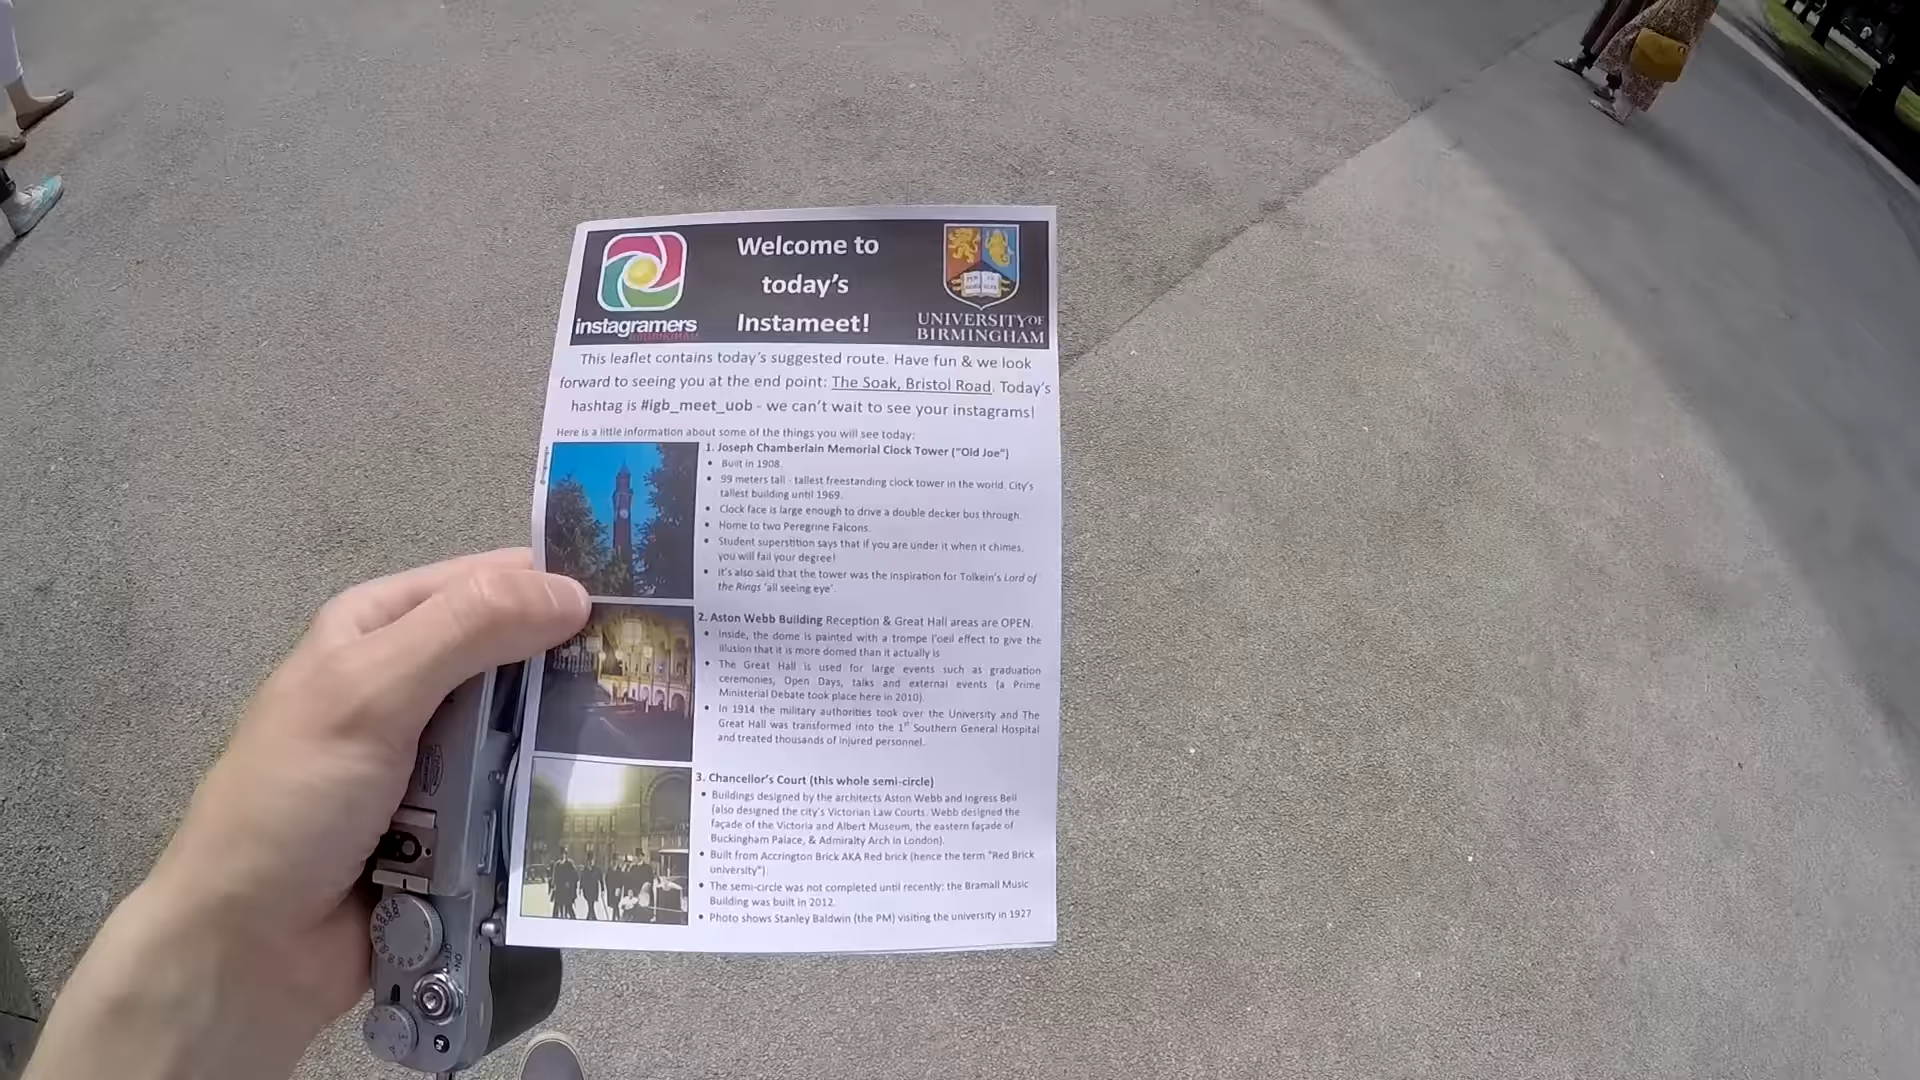 Welcome to
today's
Instameet!
instagramers
BIRMINGHAM
UNIVERSITY OF
BIRMINGHAM
This leaflet contains today's suggested route. Have fun & we look
forward to seeing you at the end point: The Soak, Bristol Road. Today's
hashtag is #igb_meet_uob - we can't wait to see your instagrams!
Here is a little information about some of the things you will see today:
1. Joseph Chamberlain Memorial Clock Tower ("Old Joe")
• Built in 1908.
• 99 meters tall - tallest freestanding clock tower in the world. City's
tallest building until 1969.
• Clock face is large enough to drive a double decker bus through.
• Home to two Peregrine Falcons.
• Student superstition says that if you are under it when it chimes,
you will fail your degree!
• It's also said that the tower was the inspiration for Tolkein's Lord of
the Rings 'all seeing eye'.
2. Aston Webb Building Reception & Great Hall areas are OPEN.
• Inside, the dome is painted with a trompe l'oeil effect to give the
illusion that it is more domed than it actually is
• The Great Hall is used for large events such as graduation
ceremonies, Open Days, talks and external events (a Prime
Ministerial Debate took place here in 2010).
• In 1914 the military authorities took over the University and The
Great Hall was transformed into the 1st Southern General Hospital
and treated thousands of injured personnel.
3. Chancellor's Court (this whole semi-circle)
• Buildings designed by the architects Aston Webb and Ingress Bell
(also designed the city's Victorian Law Courts. Webb designed the
façade of the Victoria and Albert Museum, the eastern façade of
Buckingham Palace, & Admiralty Arch in London).
• Built from Accrington Brick AKA Red brick (hence the term "Red Brick
university")
• The semi-circle was not completed until recently: the Bramall Music
Building was built in 2012.
• Photo shows Stanley Baldwin (the PM) visiting the university in 1927
OFF
ON
Fn